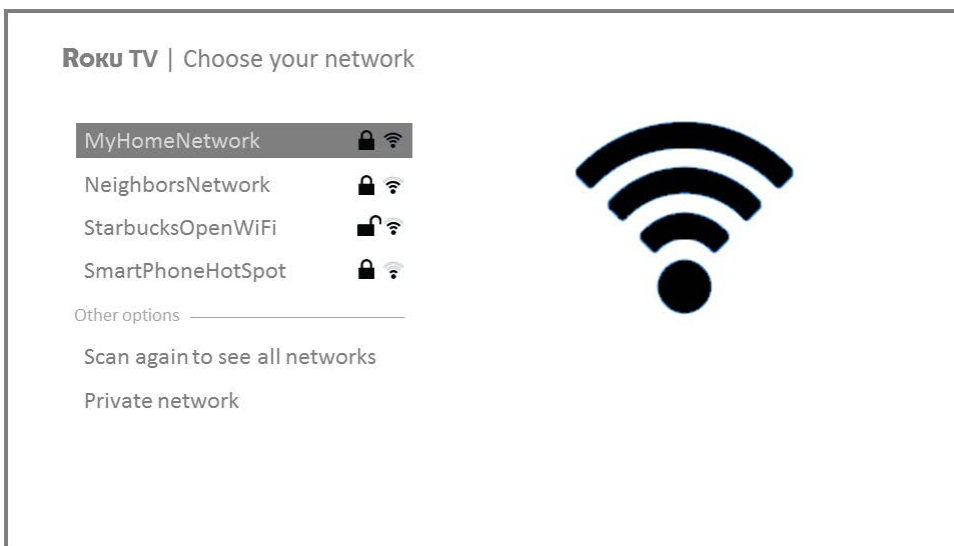 ROKU TV | Choose your network
MyHomeNetwork
NeighborsNetwork
StarbucksOpenWiFi
SmartPhoneHotSpot
Other options
Scan again to see all networks
Private network